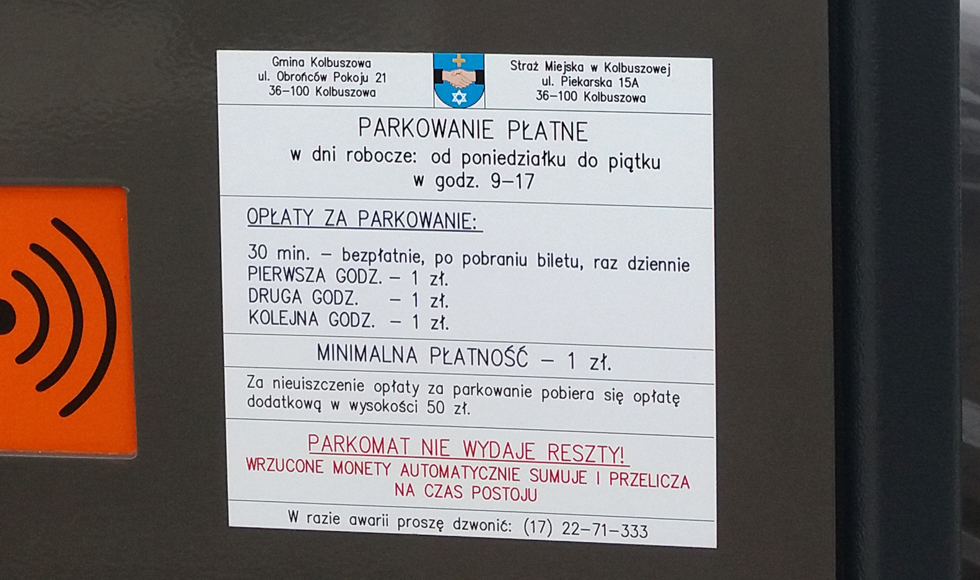 Gmina Kolbuszowa
ul. Obrońców Pokoju 21
36-100 Kolbuszowa
Straż Miejska w Kolbuszowej
ul. Piekarska 15A
36-100 Kolbuszowa
PARKOWANIE PŁATNE
w dni robocze: od poniedziałku do piątku
w godz. 9-17
OPŁATY ZA PARKOWANIE:
30 min. - bezpłatnie, po pobraniu biletu, raz dziennie
PIERWSZA GODZ. - 1 zł.
DRUGA GODZ. - 1 zł.
KOLEJNA GODZ. - 1 zł.
MINIMALNA PŁATNOŚĆ - 1 zł.
Za nieuiszczenie opłaty za parkowanie pobiera się opłatę
dodatkową w wysokości 50 zł.
PARKOMAT NIE WYDAJE RESZTY!
WRZUCONE MONETY AUTOMATYCZNIE SUMUJE I PRZELICZA
NA CZAS POSTOJU
W razie awarii proszę dzwonić: (17) 22-71-333